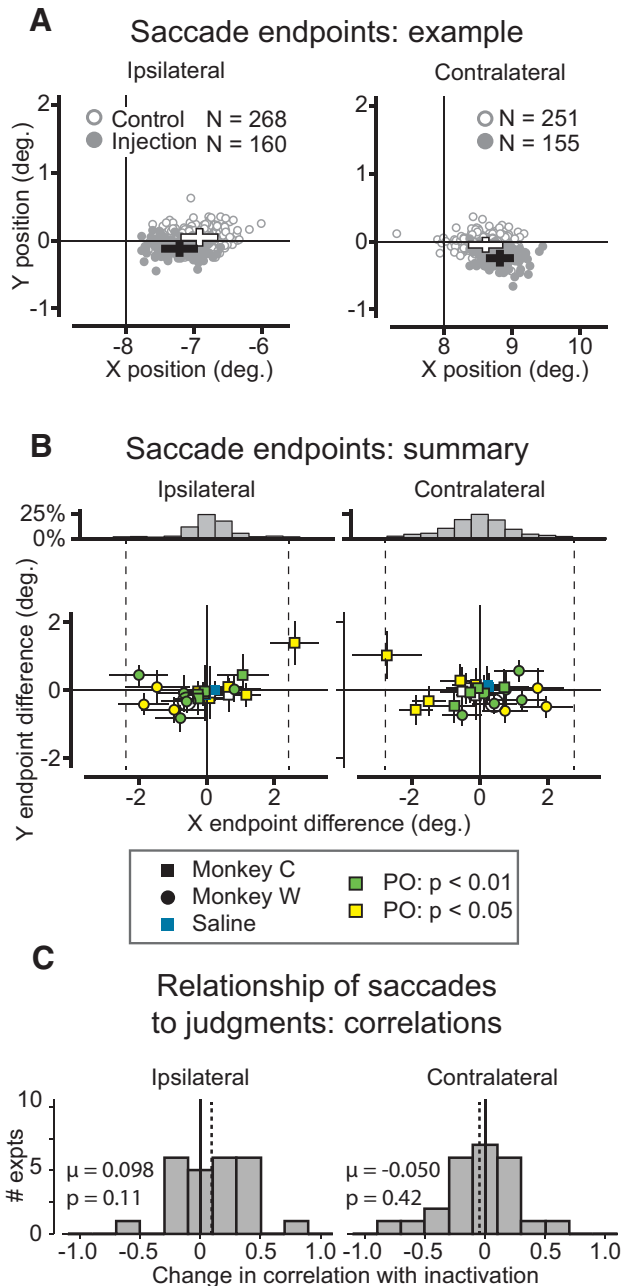 A
Saccade endpoints: example
Ipsilateral
Contralateral
2
1
0
-1
Y position (deg.)
Control N = 268
Injection N = 160
-8 -7 -6
X position (deg.)
2
1
0
-1
N = 251
N = 155
8 9 10
X position (deg.)
B
Saccade endpoints: summary
Ipsilateral
Contralateral
25%
0%
Y endpoint difference (deg.)
2
0
-2
-2 0 2
-2 0 2
X endpoint difference (deg.)
Monkey C
Monkey W
Saline
PO: p < 0.01
PO: p < 0.05
C
Relationship of saccades
to judgments: correlations
Ipsilateral
Contralateral
10
5
0
# expts
μ = 0.098
p = 0.11
μ = -0.050
p = 0.42
-1.0 0 0.5 1.0
-1.0 -0.5 0 0.5 1.0
Change in correlation with inactivation